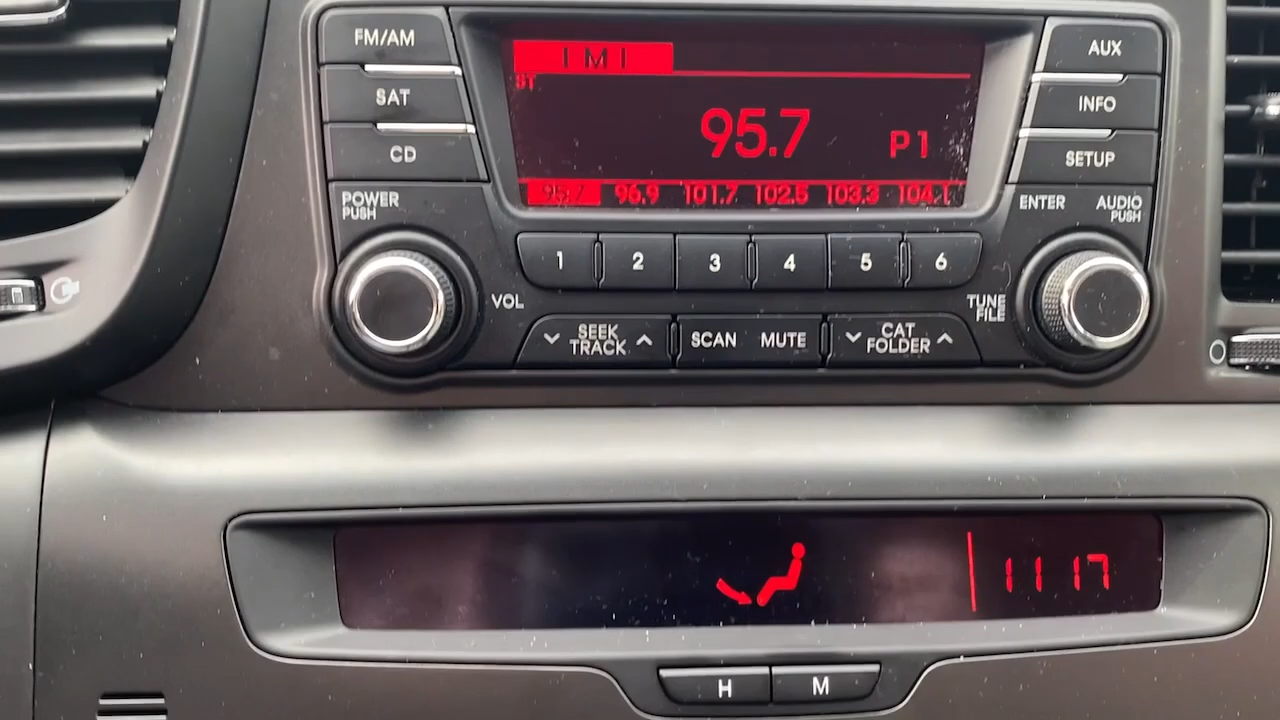 FM/AM
SAT
CD
ST
95.7
P1
95.7 96.9 101.7 102.5 103.3 104.1
AUX
INFO
SETUP
POWER
PUSH
ENTER
AUDIO
PUSH
1 2 3 4 5 6
VOL
TUNE
FILE
SEEK
TRACK
SCAN MUTE
CAT
FOLDER
11 17
H M